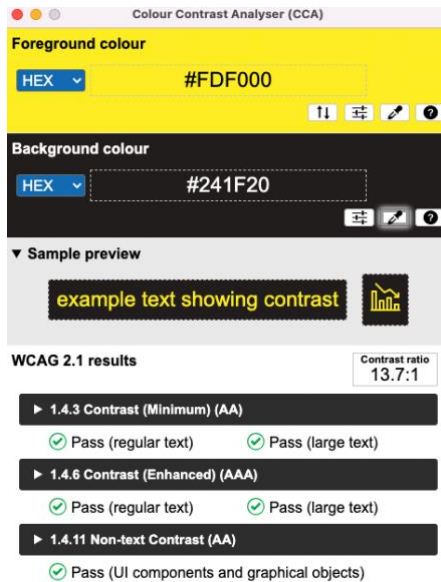 Colour Contrast Analyser (CCA)
Foreground colour
HEX #FDF000
Background colour
HEX #241F20
▼ Sample preview
example text showing contrast
WCAG 2.1 results
Contrast ratio
13.7:1
▶ 1.4.3 Contrast (Minimum) (AA)
Pass (regular text) Pass (large text)
▶ 1.4.6 Contrast (Enhanced) (AAA)
Pass (regular text) Pass (large text)
▶ 1.4.11 Non-text Contrast (AA)
Pass (UI components and graphical objects)